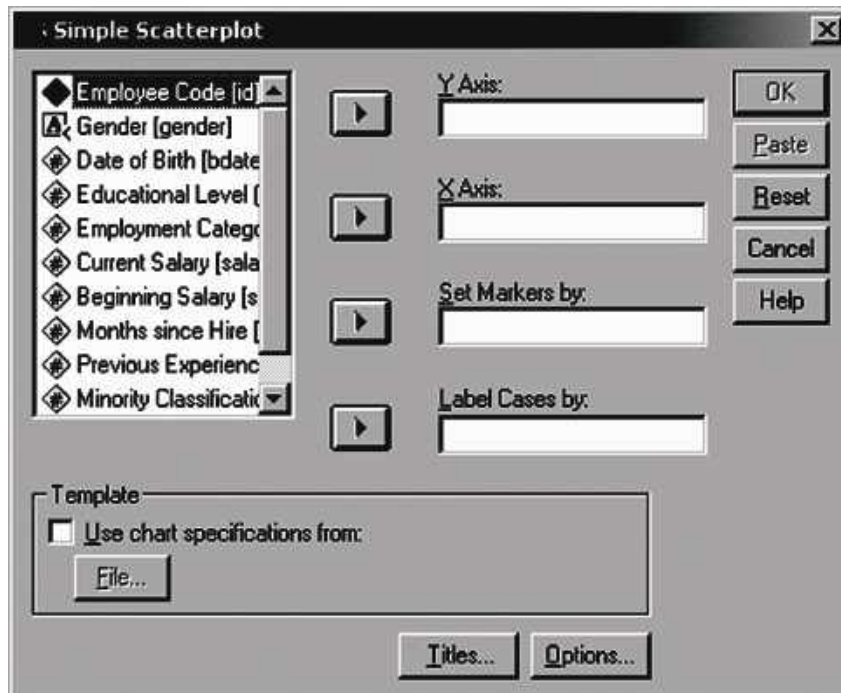 Simple Scatterplot
Employee Code [id]
Gender [gender]
Date of Birth [bdate
Educational Level [
Employment Catego
Current Salary [sala
Beginning Salary [s
Months since Hire [
Previous Experienc
Minority Classificatic
Y Axis:
X Axis:
Set Markers by:
Label Cases by:
OK
Paste
Reset
Cancel
Help
Template
Use chart specifications from:
File...
Titles...
Options...